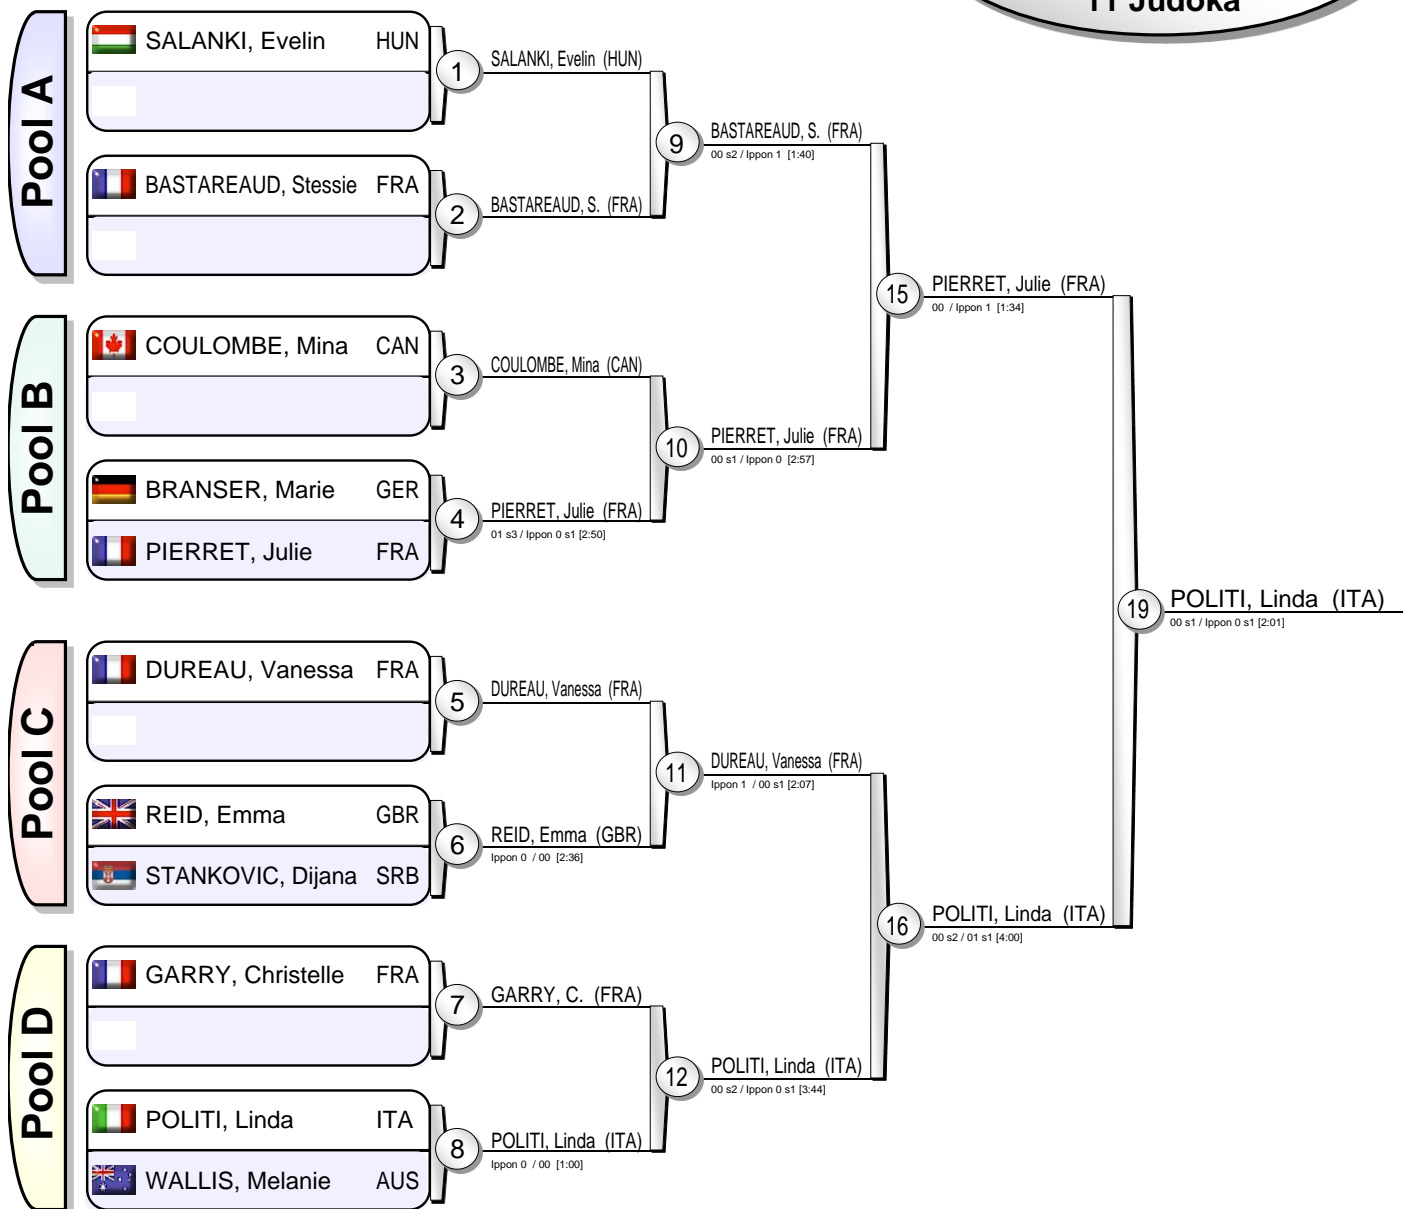 11 Judoka
Pool A
SALANKI, Evelin HUN
1
SALANKI, Evelin (HUN)
BASTAREAUD, Stessie FRA
2
BASTAREAUD, S. (FRA)
9
BASTAREAUD, S. (FRA)
00 s2 / Ippon 1 [1:40]
Pool B
COULOMBE, Mina CAN
3
COULOMBE, Mina (CAN)
BRANSER, Marie GER
PIERRET, Julie FRA
4
PIERRET, Julie (FRA)
01 s3 / Ippon 0 s1 [2:50]
10
PIERRET, Julie (FRA)
00 s1 / Ippon 0 [2:57]
15
PIERRET, Julie (FRA)
00 / Ippon 1 [1:34]
Pool C
DUREAU, Vanessa FRA
5
DUREAU, Vanessa (FRA)
REID, Emma GBR
STANKOVIC, Dijana SRB
6
REID, Emma (GBR)
Ippon 0 / 00 [2:36]
11
DUREAU, Vanessa (FRA)
Ippon 1 / 00 s1 [2:07]
Pool D
GARRY, Christelle FRA
7
GARRY, C. (FRA)
POLITI, Linda ITA
WALLIS, Melanie AUS
8
POLITI, Linda (ITA)
Ippon 0 / 00 [1:00]
12
POLITI, Linda (ITA)
00 s2 / Ippon 0 s1 [3:44]
16
POLITI, Linda (ITA)
00 s2 / 01 s1 [4:00]
19
POLITI, Linda (ITA)
00 s1 / Ippon 0 s1 [2:01]